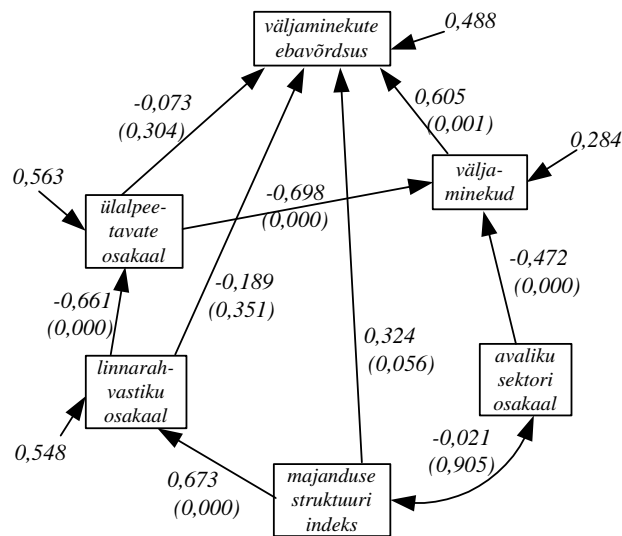 väljaminekute
ebavõrdsus
0,488
-0,073
(0,304)
0,605
(0,001)
0,284
välja-
minekud
0,563
ülalpee-
tavate
osakaal
-0,698
(0,000)
-0,472
(0,000)
-0,189
(0,351)
-0,661
(0,000)
0,324
(0,056)
linnarah-
vastiku
osakaal
avaliku
sektori
osakaal
0,548
-0,021
(0,905)
0,673
(0,000)
majanduse
struktuuri
indeks